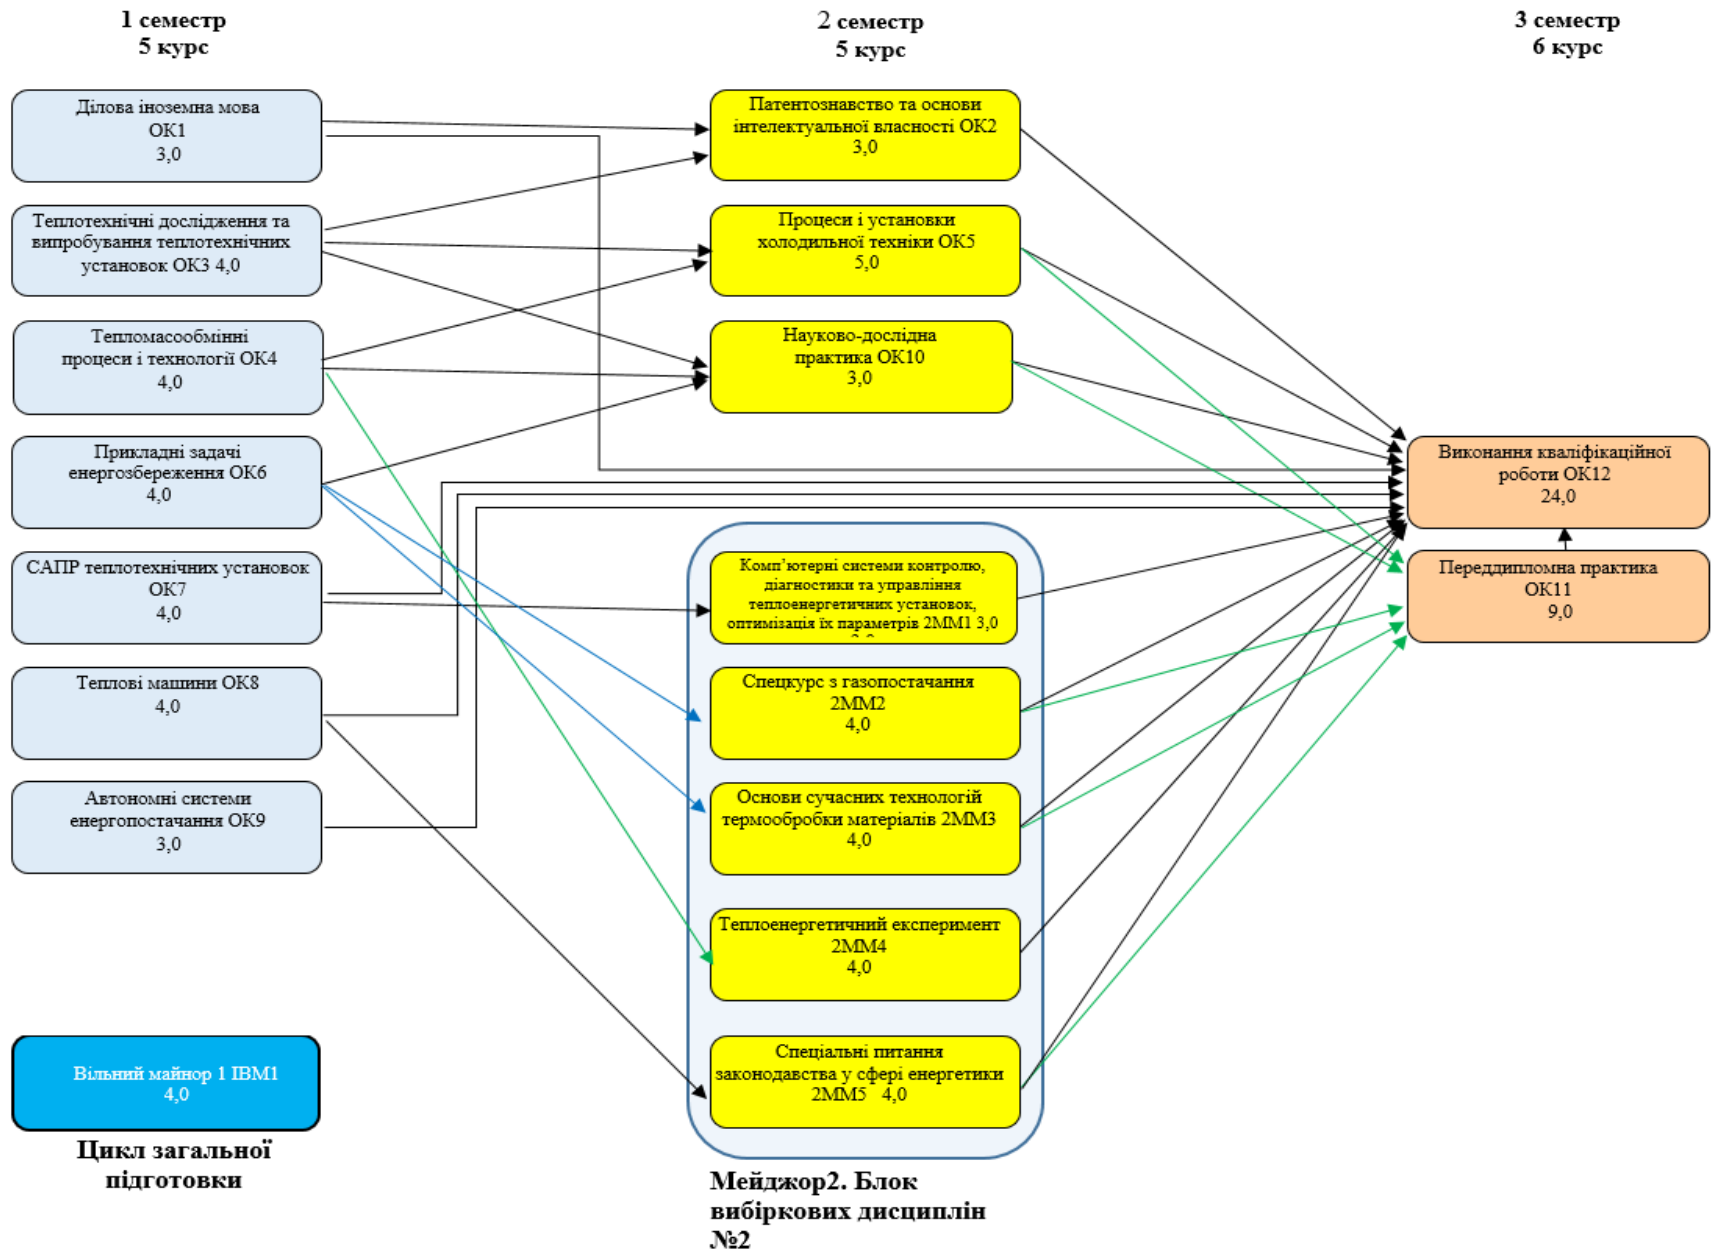 1 семестр
5 курс
2 семестр
5 курс
3 семестр
6 курс
Ділова іноземна мова
ОК1
3,0
Теплотехнічні дослідження та
випробування теплотехнічних
установок ОК3 4,0
Тепломасообмінні
процеси і технології ОК4
4,0
Прикладні задачі
енергозбереження ОК6
4,0
САПР теплотехнічних установок
ОК7
4,0
Теплові машини ОК8
4,0
Автономні системи
енергопостачання ОК9
3,0
Вільний майнор 1 ІВМ1
4,0
Цикл загальної
підготовки
Патентознавство та основи
інтелектуальної власності ОК2
3,0
Процеси і установки
холодильної техніки ОК5
5,0
Науково-дослідна
практика ОК10
3,0
Комп’ютерні системи контролю,
діагностики та управління
теплоенергетичних установок,
оптимізація їх параметрів 2ММ1 3,0
Спецкурс з газопостачання
2ММ2
4,0
Основи сучасних технологій
термообробки матеріалів 2ММ3
4,0
Теплоенергетичний експеримент
2ММ4
4,0
Спеціальні питання
законодавства у сфері енергетики
2ММ5 4,0
Мейджор2. Блок
вибіркових дисциплін
№2
Виконання кваліфікаційної
роботи ОК12
24,0
Переддипломна практика
ОК11
9,0